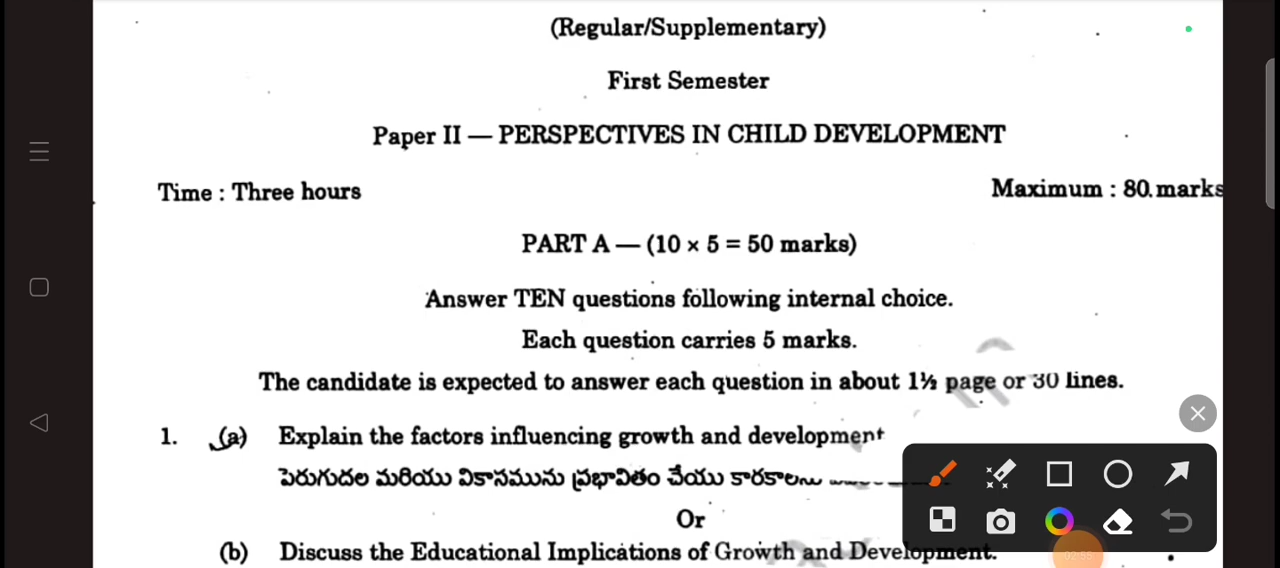 (Regular/Supplementary)
First Semester
Paper II — PERSPECTIVES IN CHILD DEVELOPMENT
Time : Three hours
Maximum : 80 marks
PART A — (10 × 5 = 50 marks)
Answer TEN questions following internal choice.
Each question carries 5 marks.
The candidate is expected to answer each question in about 1½ page or 30 lines.
1. (a) Explain the factors influencing growth and development
పెరుగుదల మరియు వికాసమును ప్రభావితం చేయు కారకాలను
Or
(b) Discuss the Educational Implications of Growth and Development.
02:55